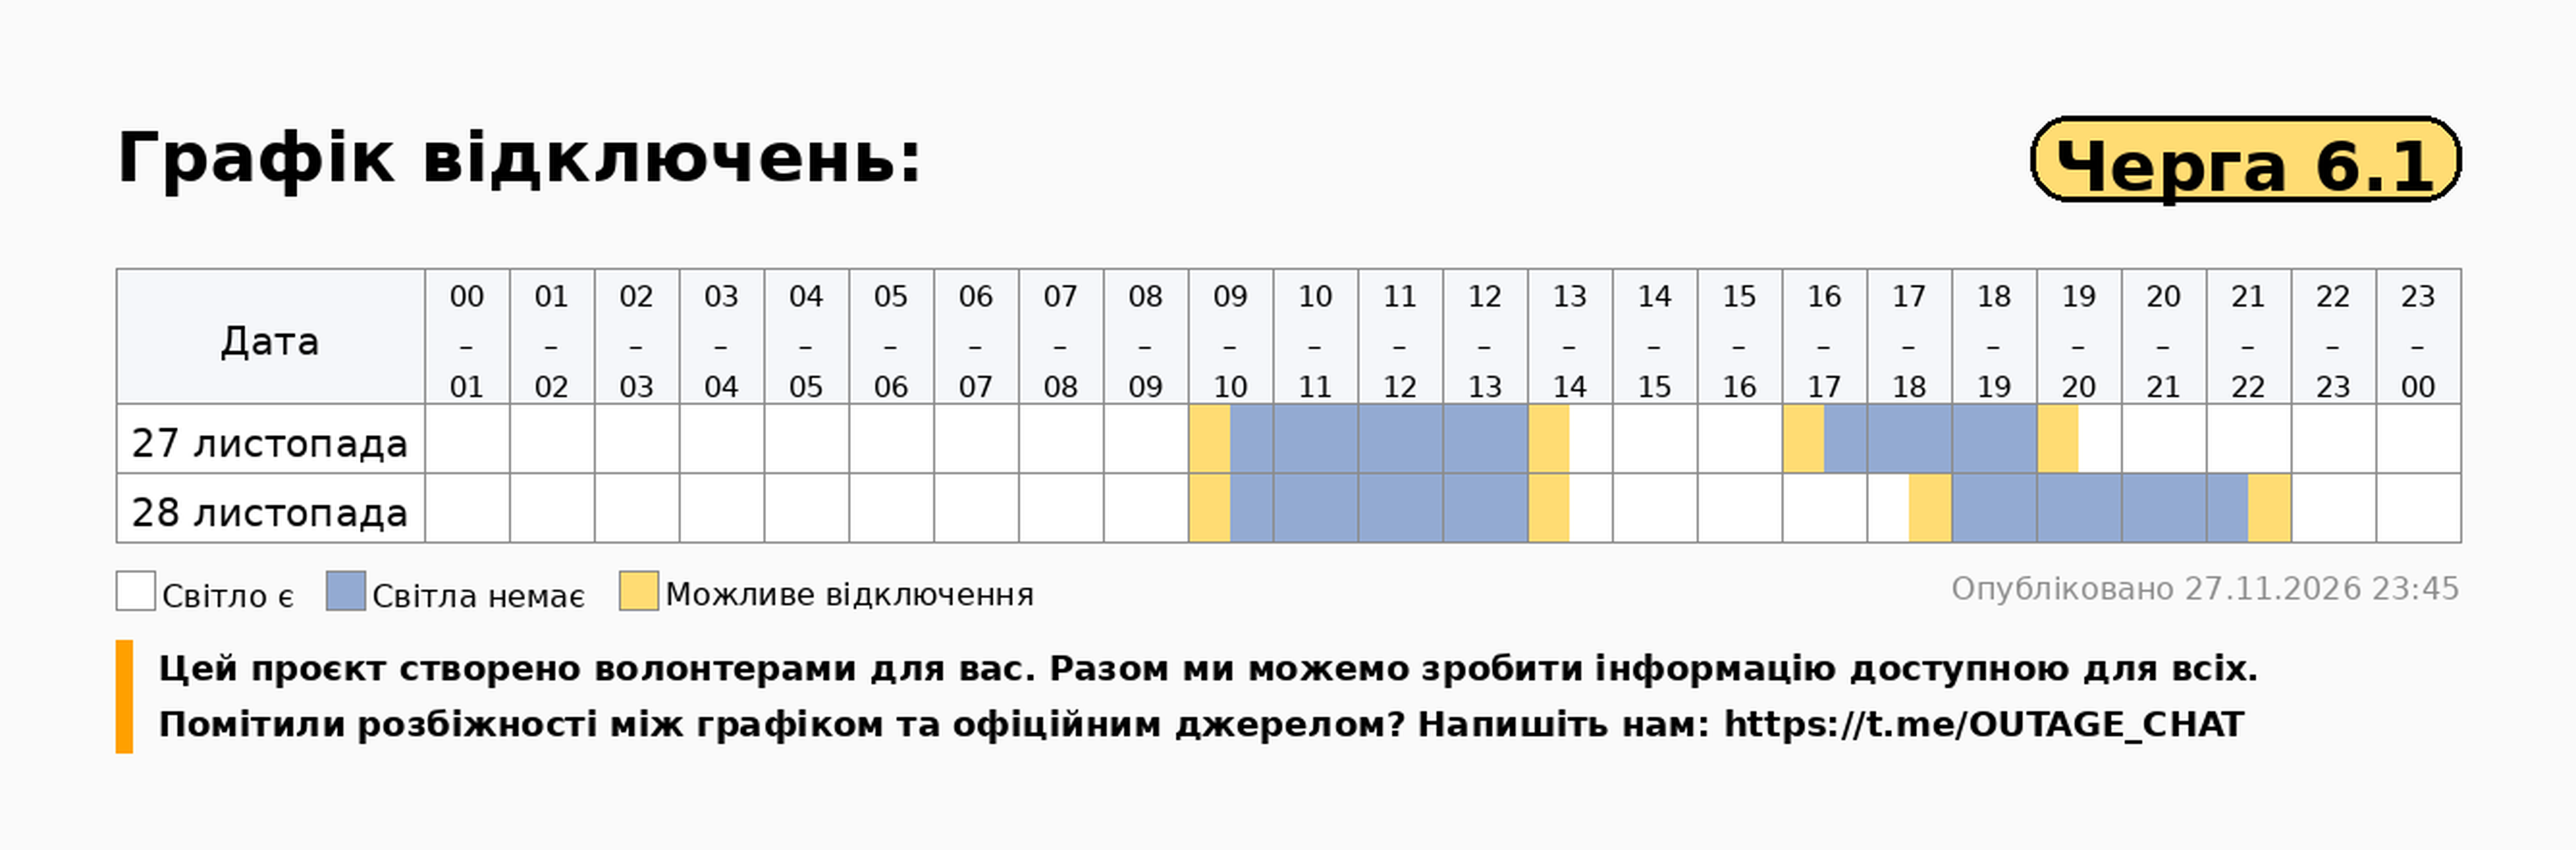 Графік відключень:
Черга 6.1
Дата 00 – 01 01 – 02 02 – 03 03 – 04 04 – 05 05 – 06 06 – 07 07 – 08 08 – 09 09 – 10 10 – 11 11 – 12 12 – 13 13 – 14 14 – 15 15 – 16 16 – 17 17 – 18 18 – 19 19 – 20 20 – 21 21 – 22 22 – 23 23 – 00
27 листопада
28 листопада
Світло є Світла немає Можливе відключення
Опубліковано 27.11.2026 23:45
Цей проєкт створено волонтерами для вас. Разом ми можемо зробити інформацію доступною для всіх.
Помітили розбіжності між графіком та офіційним джерелом? Напишіть нам: https://t.me/OUTAGE_CHAT